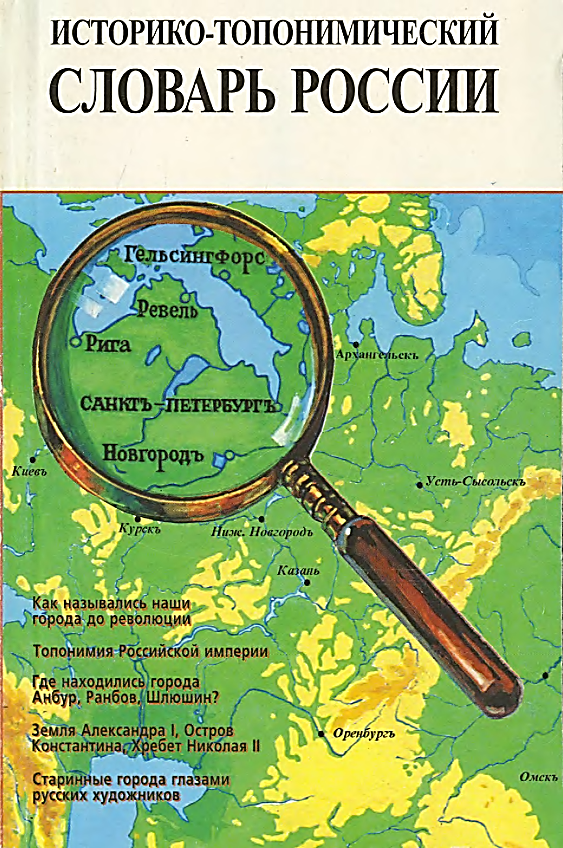 ИСТОРИКО-ТОПОНИМИЧЕСКИЙ
СЛОВАРЬ РОССИИ
Гельсингфорс
Ревель
Рига
САНКТЪ-ПЕТЕРБУРГЪ
Новгородъ
Архангельскъ
Киевъ
Усть-Сысольскъ
Курскъ
Ниж. Новгородъ
Казань
Как назывались наши
города до революции
Топонимия Российской империи
Где находились города
Анбур, Ранбов, Шлюшин?
Земля Александра I, Остров
Константина, Хребет Николая II
Оренбургъ
Омскъ
Старинные города глазами
русских художников